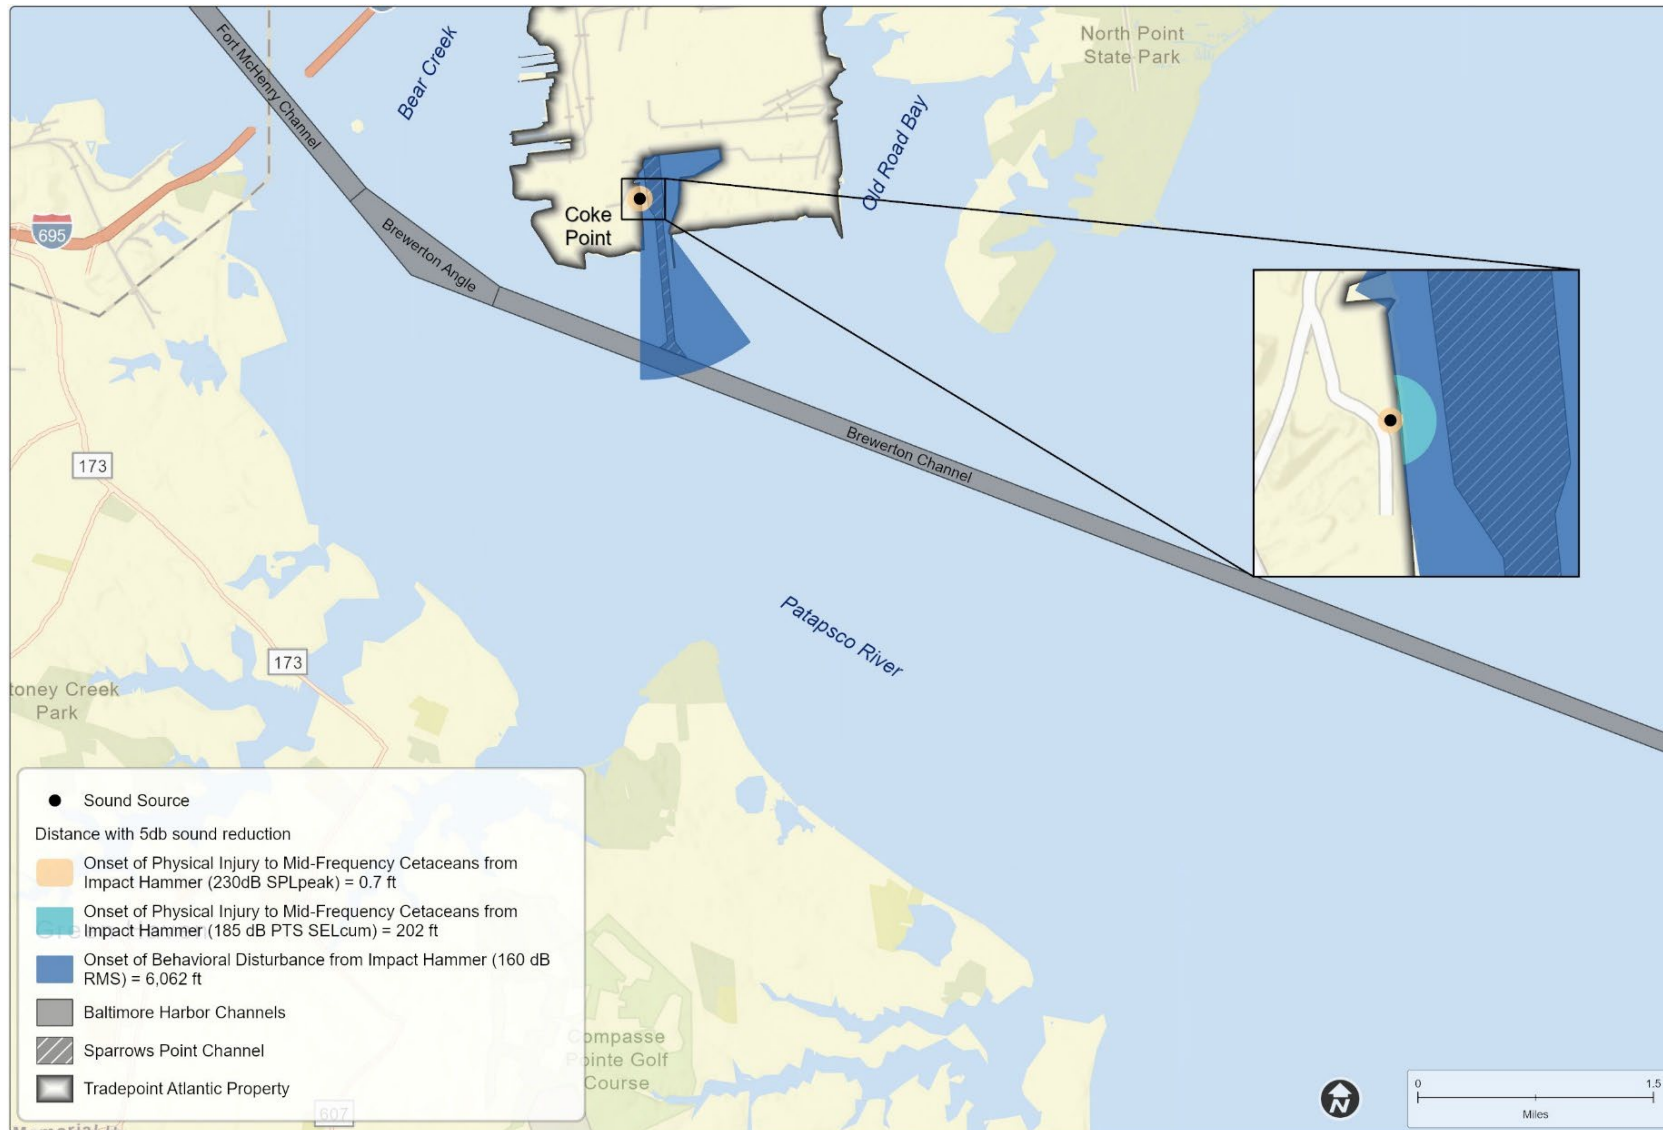 North Point
State Park
Fort McHenry Channel
Bear Creek
Old Road Bay
695
Coke
Point
Brewerton Angle
173
Brewerton Channel
Patapsco River
173
toney Creek
Park
Sound Source
Distance with 5db sound reduction
Onset of Physical Injury to Mid-Frequency Cetaceans from
Impact Hammer (230dB SPLpeak) = 0.7 ft
Onset of Physical Injury to Mid-Frequency Cetaceans from
Impact Hammer (185 dB PTS SELcum) = 202 ft
Onset of Behavioral Disturbance from Impact Hammer (160 dB
RMS) = 6,062 ft
Baltimore Harbor Channels
Sparrows Point Channel
Tradepoint Atlantic Property
607
Compasse
Pointe Golf
Course
N
0 1.5
Miles